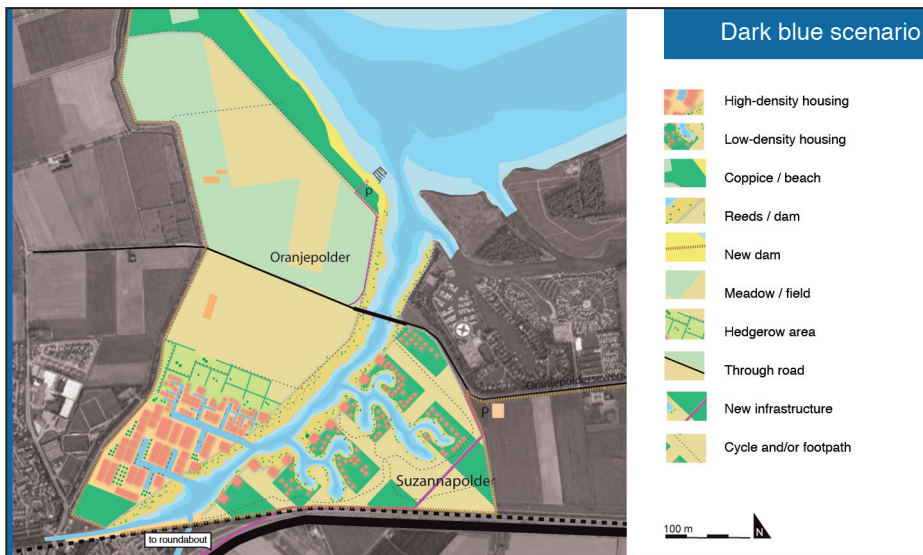 Dark blue scenario
High-density housing
Low-density housing
Coppice / beach
Reeds / dam
New dam
Meadow / field
Hedgerow area
Through road
New infrastructure
Cycle and/or footpath
100 m
N
p
Oranjepolder
Oranjepolderseweg
P
Suzannapolder
to roundabout